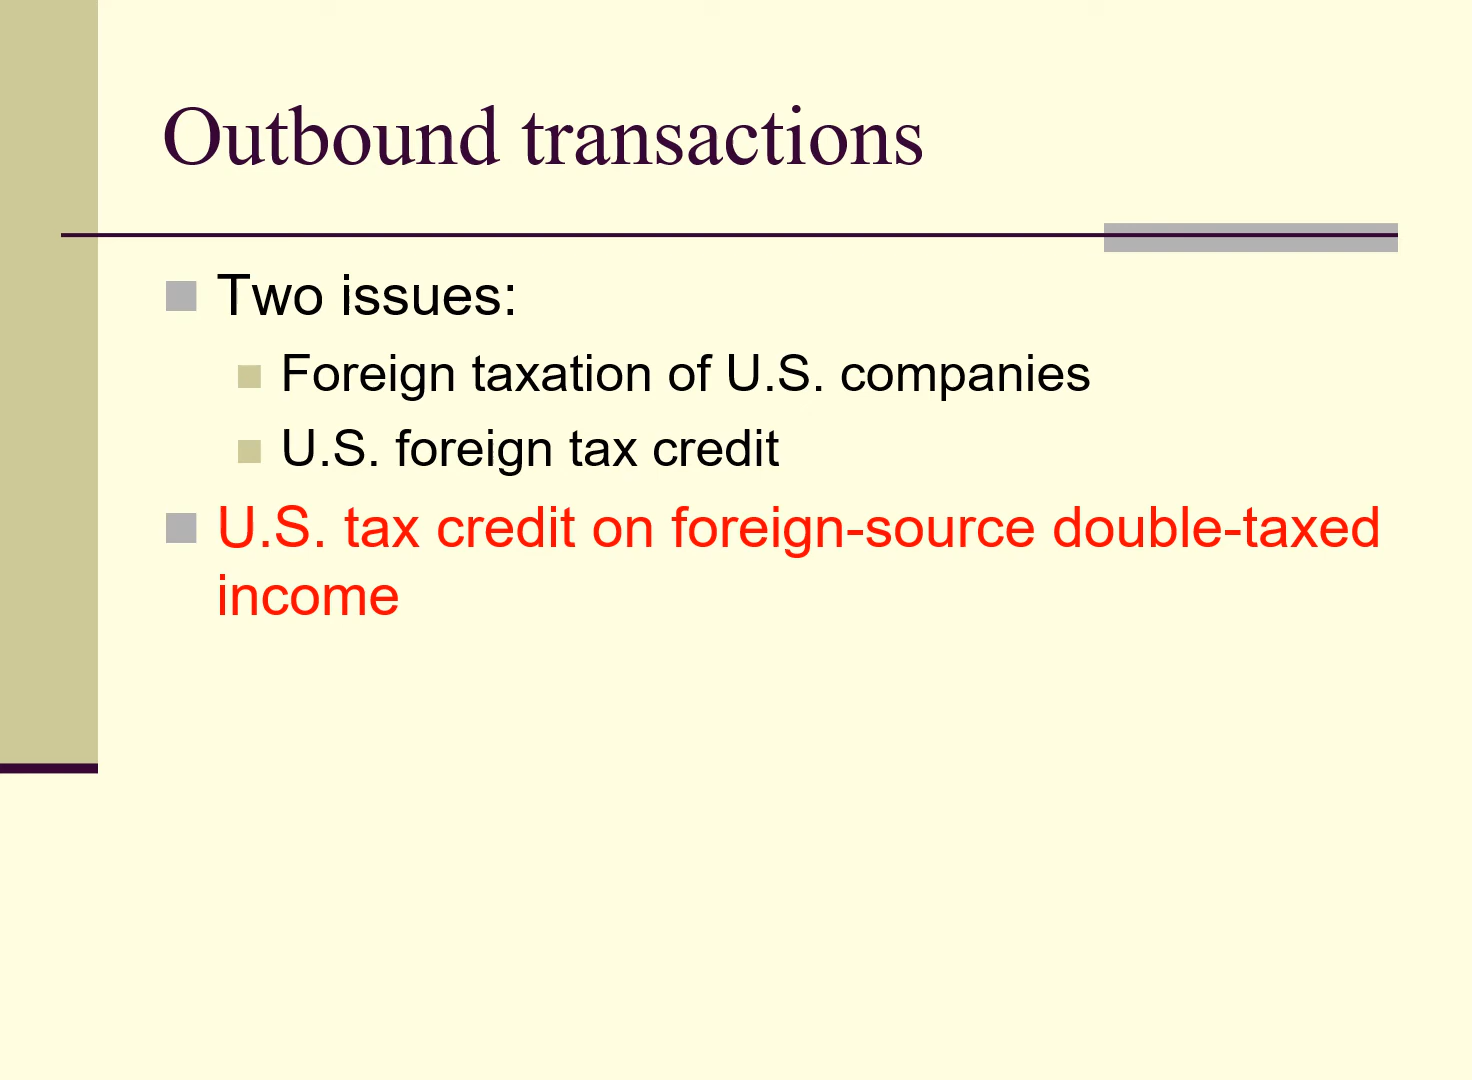 Outbound transactions
Two issues:
Foreign taxation of U.S. companies
U.S. foreign tax credit
U.S. tax credit on foreign-source double-taxed
income